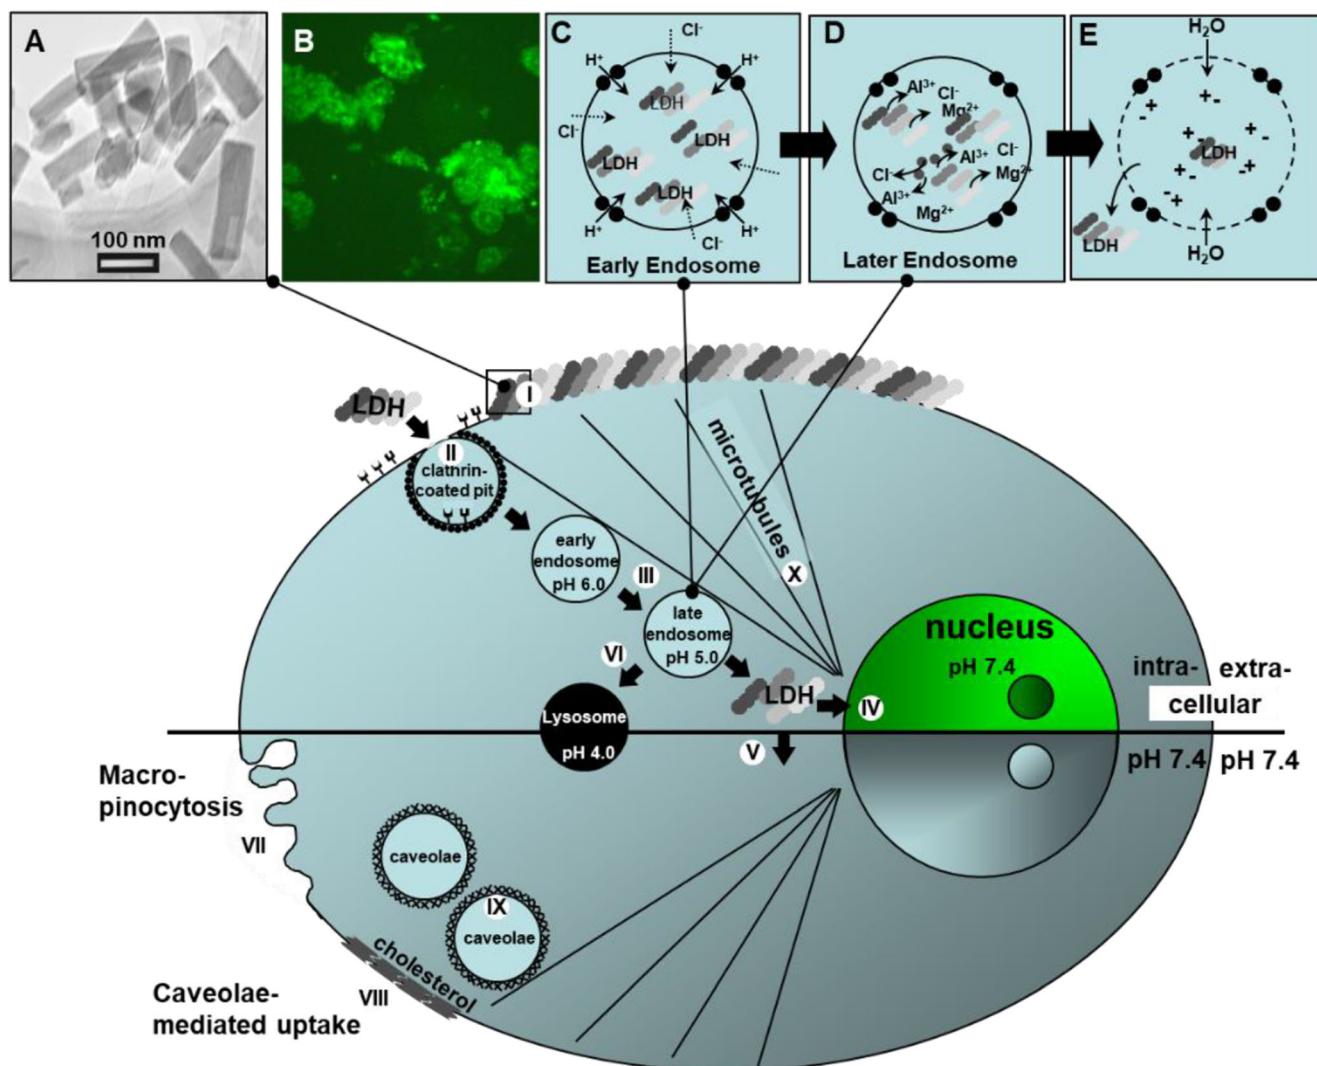 A
100 nm
B
C
Cl⁻
H⁺
H⁺
LDH
Cl⁻
LDH
LDH
LDH
H⁺
H⁺
Cl⁻
Early Endosome
D
Al³⁺
Cl⁻
Mg²⁺
Cl⁻
Al³⁺
Cl⁻
Mg²⁺
Al³⁺
Mg²⁺
Later Endosome
E
H₂O
+
-
+
-
+
-
LDH
+
-
+
-
+
-
LDH
H₂O
LDH
I
II
clathrin-
coated pit
early
endosome
pH 6.0
III
late
endosome
pH 5.0
microtubules
X
VI
Lysosome
pH 4.0
LDH
IV
V
nucleus
pH 7.4
intra-
extra-
cellular
pH 7.4
pH 7.4
Macro-
pinocytosis
VII
caveolae
IX
caveolae
cholesterol
VIII
Caveolae-
mediated uptake